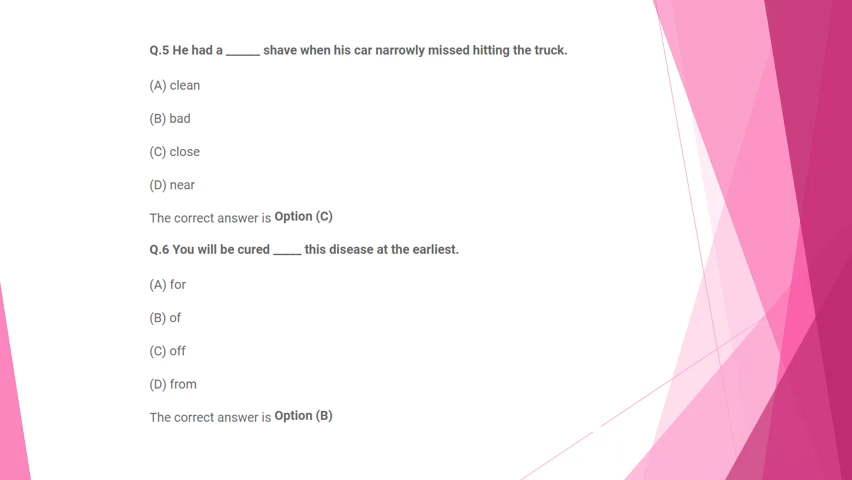 Q.5 He had a _____ shave when his car narrowly missed hitting the truck.
(A) clean
(B) bad
(C) close
(D) near
The correct answer is Option (C)
Q.6 You will be cured ____ this disease at the earliest.
(A) for
(B) of
(C) off
(D) from
The correct answer is Option (B)